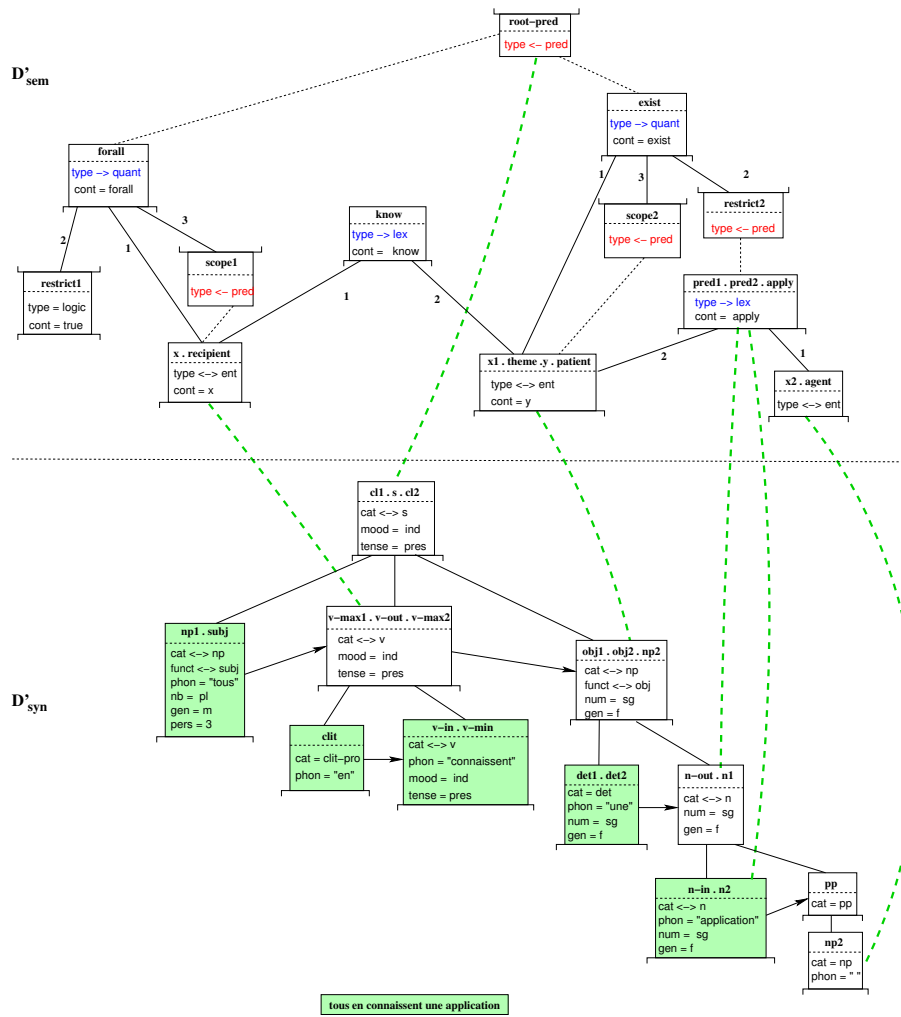 root-pred
type <- pred
D'sem
exist
type -> quant
cont = exist
forall
type -> quant
cont = forall
1
3
2
restrict2
type <- pred
know
type -> lex
cont = know
scope2
type <- pred
2
1
3
scope1
type <- pred
restrict1
type = logic
cont = true
1
2
pred1 . pred2 . apply
type -> lex
cont = apply
x . recipient
type <-> ent
cont = x
x1 . theme .y . patient
type <-> ent
cont = y
2
1
x2 . agent
type <-> ent
cl1 . s . cl2
cat <-> s
mood = ind
tense = pres
np1 . subj
cat <-> np
funct <-> subj
phon = "tous"
nb = pl
gen = m
pers = 3
v-max1 . v-out . v-max2
cat <-> v
mood = ind
tense = pres
obj1 . obj2 . np2
cat <-> np
funct <-> obj
num = sg
gen = f
D'syn
clit
cat = clit-pro
phon = "en"
v-in . v-min
cat <-> v
phon = "connaissent"
mood = ind
tense = pres
det1 . det2
cat = det
phon = "une"
num = sg
gen = f
n-out . n1
cat <-> n
num = sg
gen = f
n-in . n2
cat <-> n
phon = "application"
num = sg
gen = f
pp
cat = pp
np2
cat = np
phon = " "
tous en connaissent une application